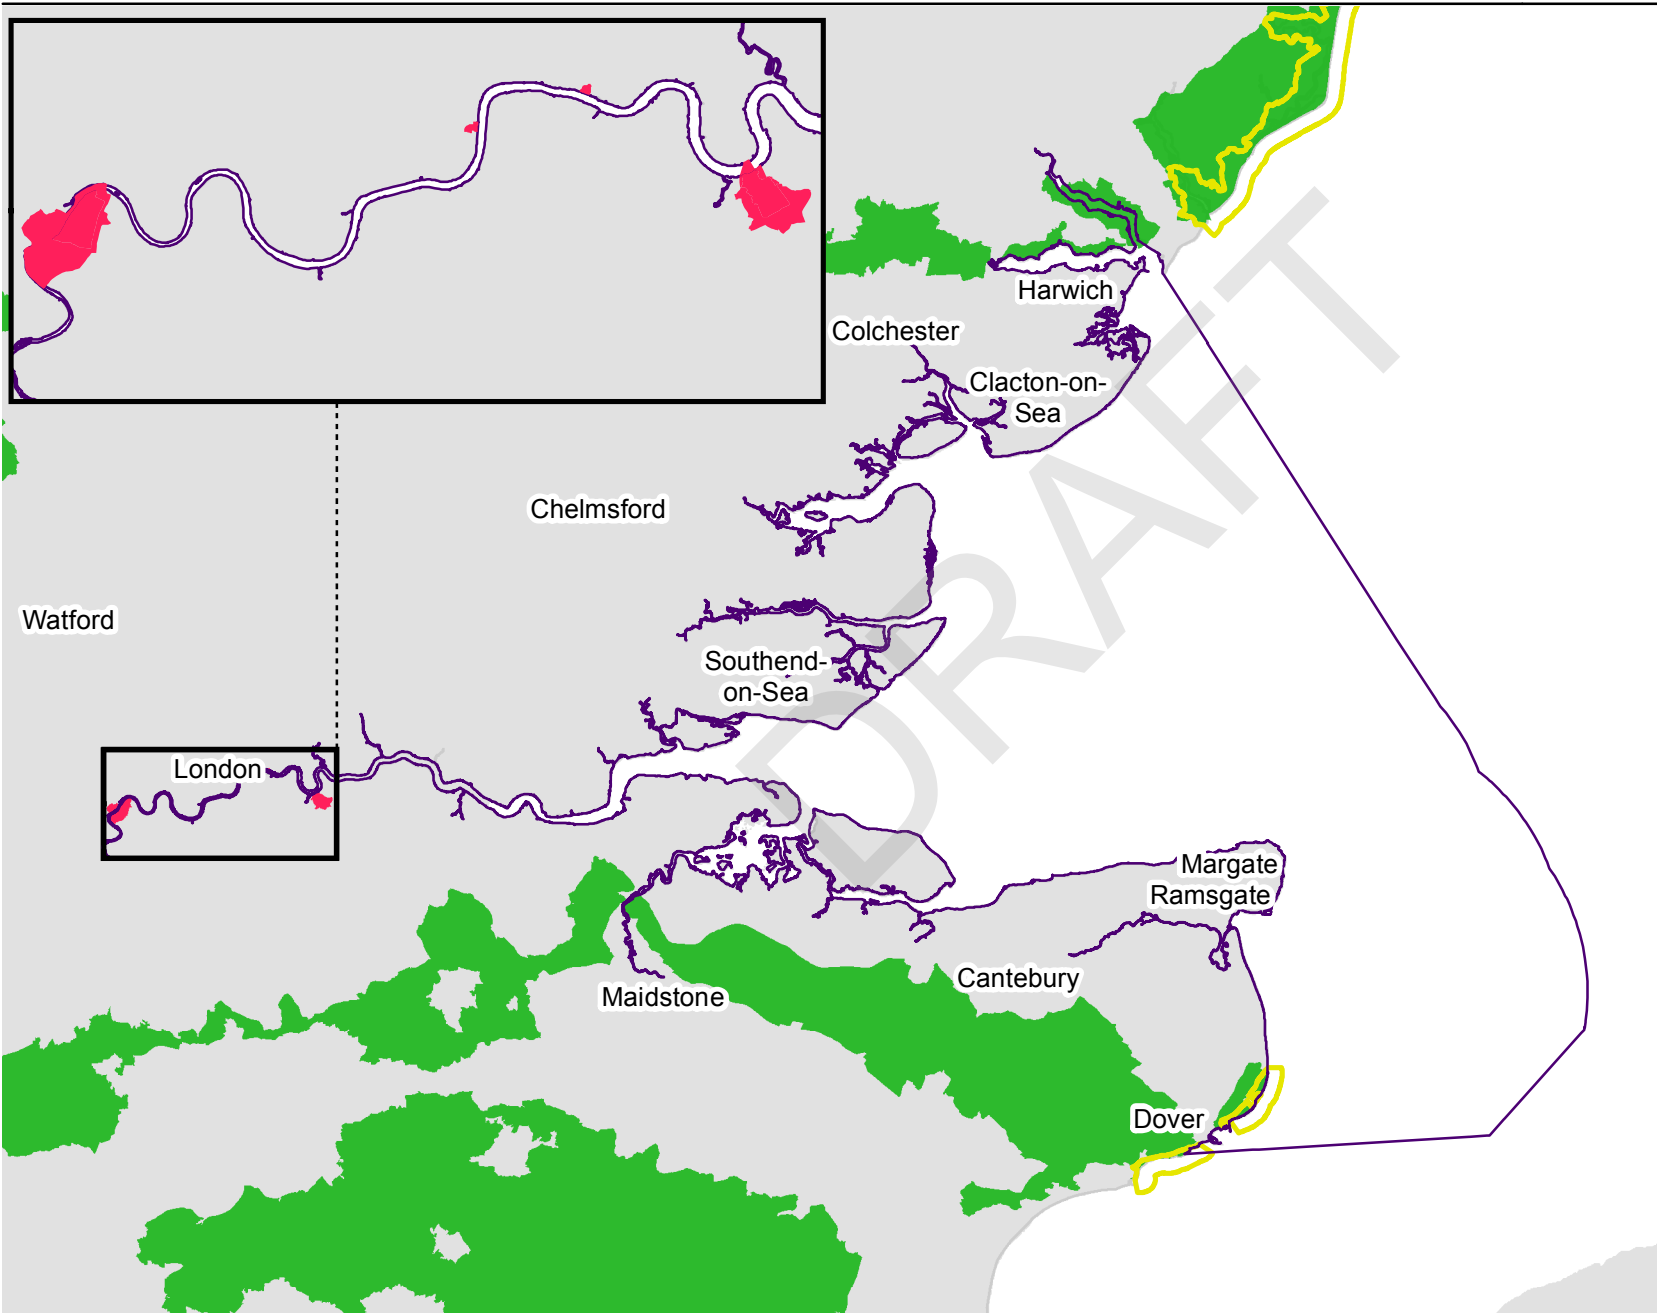 Harwich
Colchester
Clacton-on-
Sea
Chelmsford
Watford
Southend-
on-Sea
London
Margate
Ramsgate
Cantebury
Maidstone
Dover
DRAFT